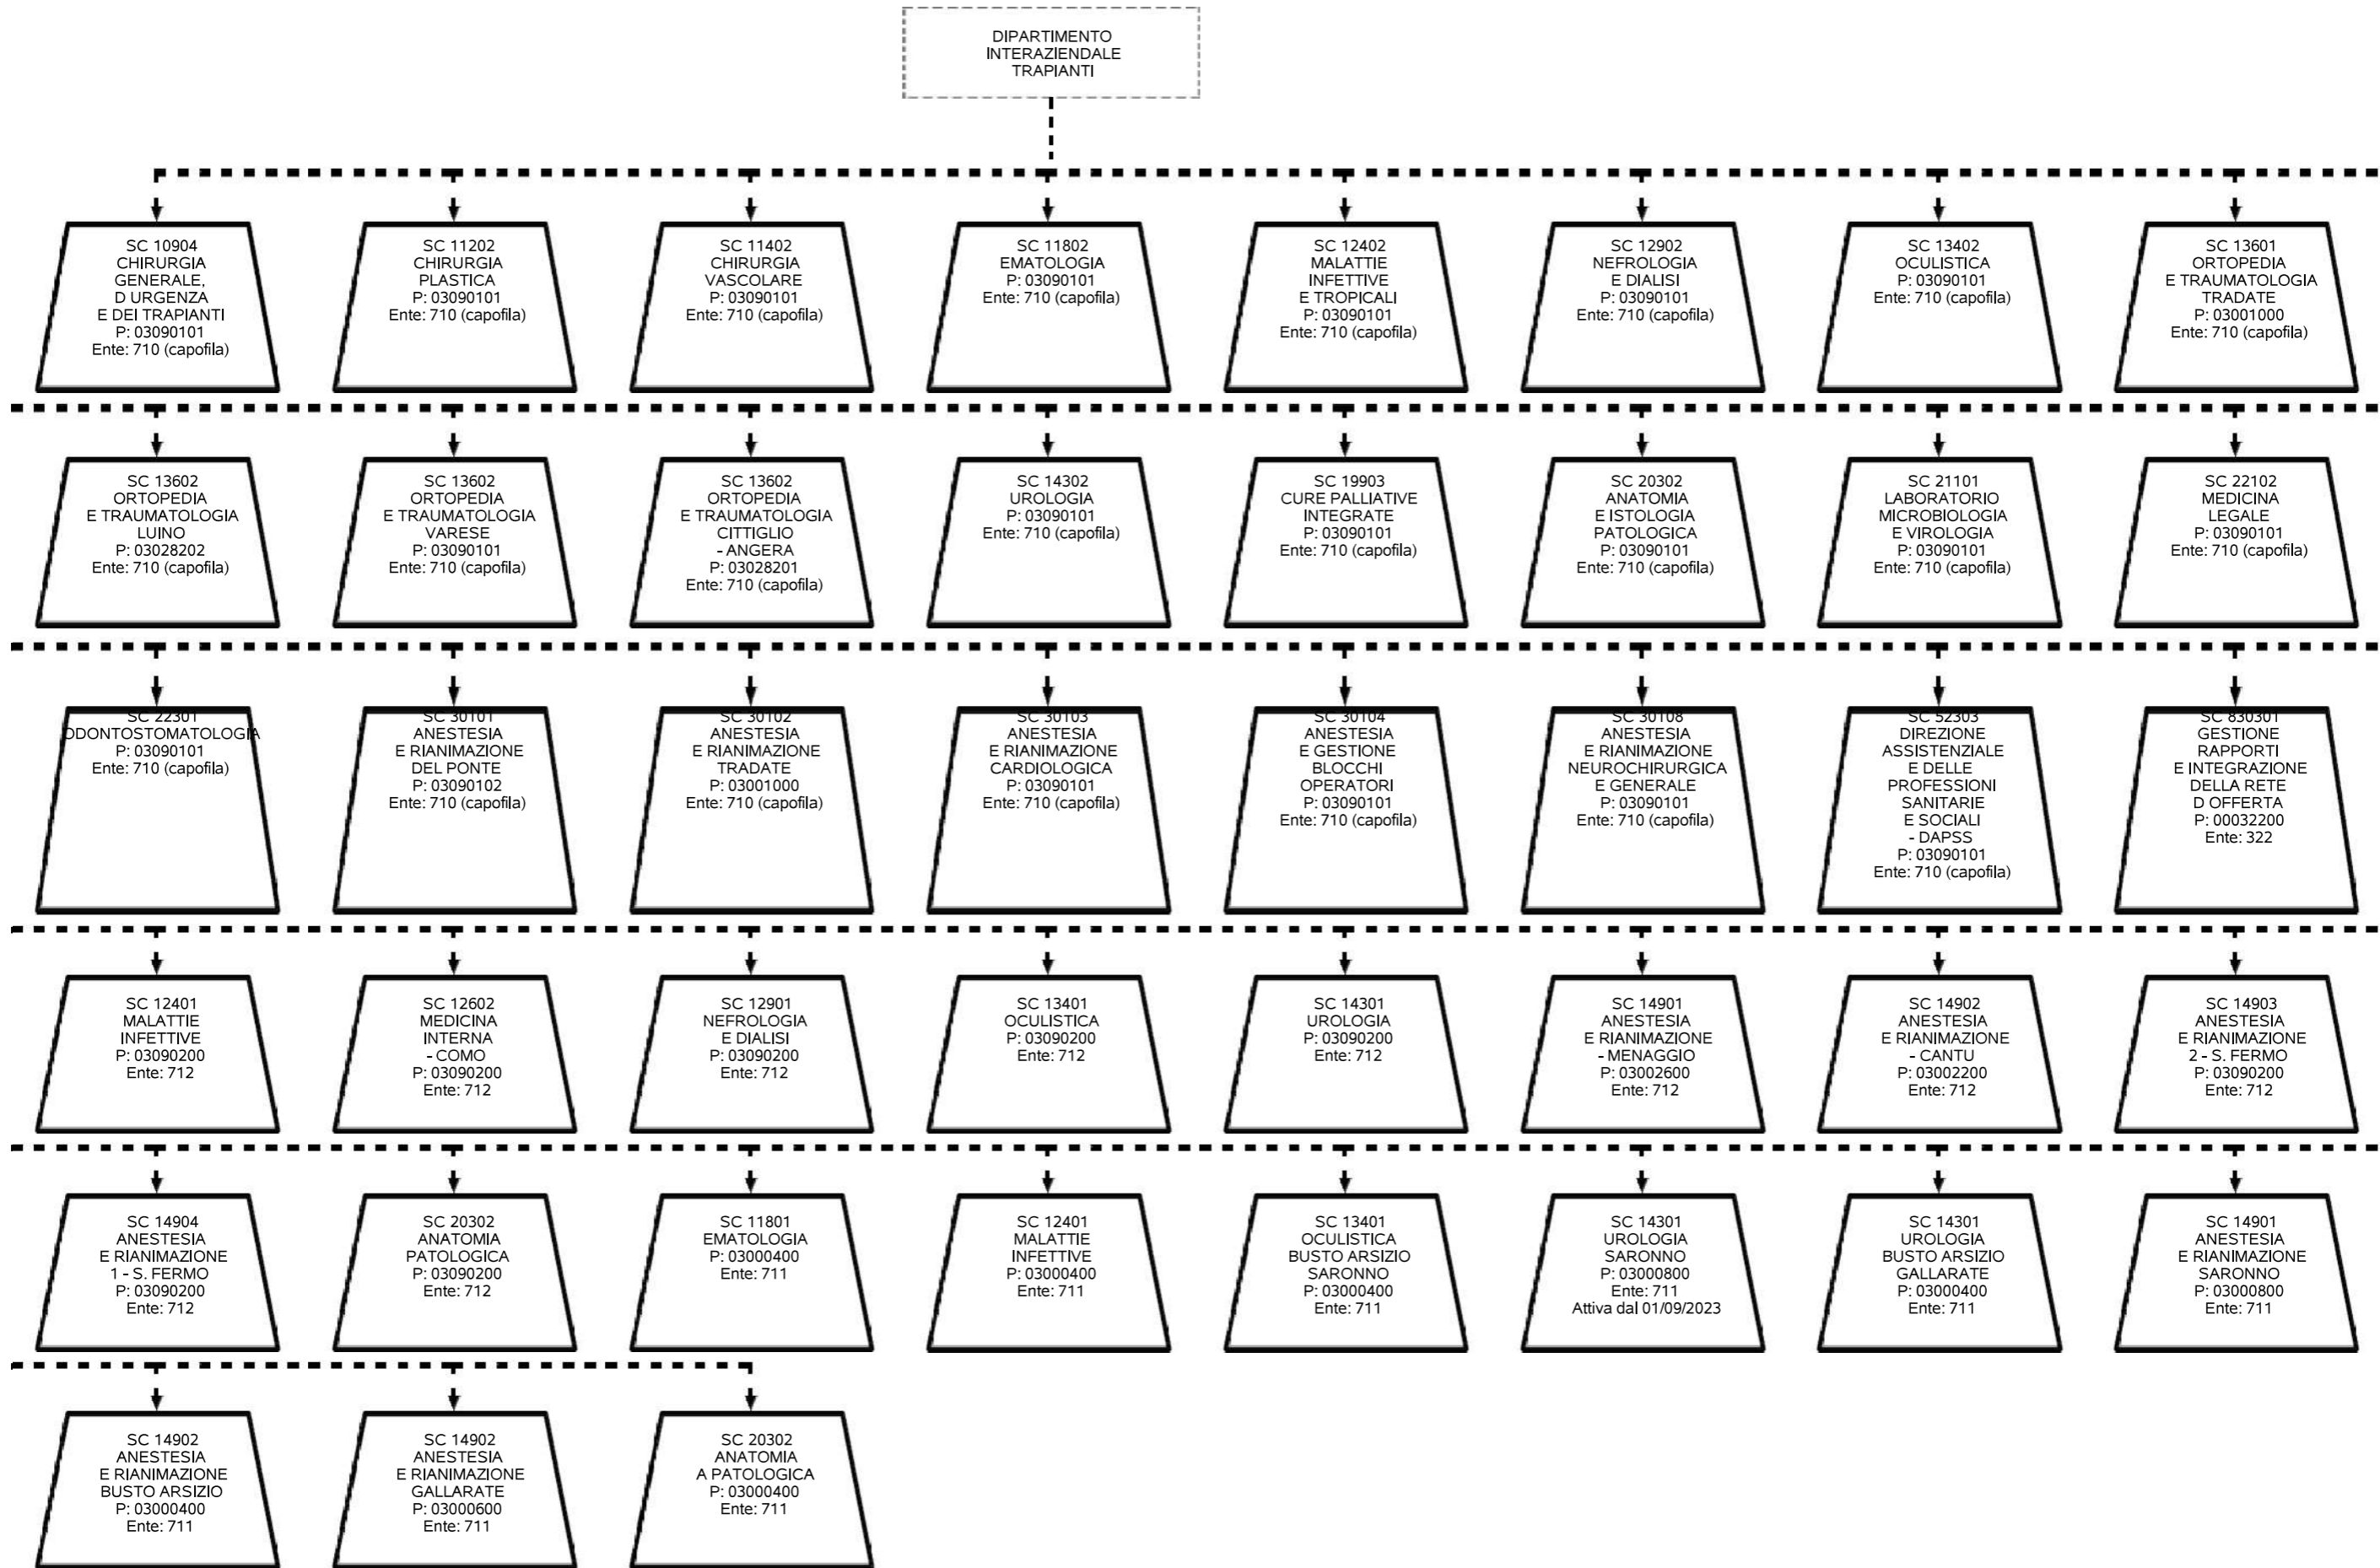 DIPARTIMENTO
INTERAZIENDALE
TRAPIANTI
SC 10904
CHIRURGIA
GENERALE,
D URGENZA
E DEI TRAPIANTI
P: 03090101
Ente: 710 (capofila)
SC 11202
CHIRURGIA
PLASTICA
P: 03090101
Ente: 710 (capofila)
SC 11402
CHIRURGIA
VASCOLARE
P: 03090101
Ente: 710 (capofila)
SC 11802
EMATOLOGIA
P: 03090101
Ente: 710 (capofila)
SC 12402
MALATTIE
INFETTIVE
E TROPICALI
P: 03090101
Ente: 710 (capofila)
SC 12902
NEFROLOGIA
E DIALISI
P: 03090101
Ente: 710 (capofila)
SC 13402
OCULISTICA
P: 03090101
Ente: 710 (capofila)
SC 13601
ORTOPEDIA
E TRAUMATOLOGIA
TRADATE
P: 03001000
Ente: 710 (capofila)
SC 13602
ORTOPEDIA
E TRAUMATOLOGIA
LUINO
P: 03028202
Ente: 710 (capofila)
SC 13602
ORTOPEDIA
E TRAUMATOLOGIA
VARESE
P: 03090101
Ente: 710 (capofila)
SC 13602
ORTOPEDIA
E TRAUMATOLOGIA
CITTIGLIO
- ANGERA
P: 03028201
Ente: 710 (capofila)
SC 14302
UROLOGIA
P: 03090101
Ente: 710 (capofila)
SC 19903
CURE PALLIATIVE
INTEGRATE
P: 03090101
Ente: 710 (capofila)
SC 20302
ANATOMIA
E ISTOLOGIA
PATOLOGICA
P: 03090101
Ente: 710 (capofila)
SC 21101
LABORATORIO
MICROBIOLOGIA
E VIROLOGIA
P: 03090101
Ente: 710 (capofila)
SC 22102
MEDICINA
LEGALE
P: 03090101
Ente: 710 (capofila)
SC 22301
ODONTOSTOMATOLOGIA
P: 03090101
Ente: 710 (capofila)
SC 30101
ANESTESIA
E RIANIMAZIONE
DEL PONTE
P: 03090102
Ente: 710 (capofila)
SC 30102
ANESTESIA
E RIANIMAZIONE
TRADATE
P: 03001000
Ente: 710 (capofila)
SC 30103
ANESTESIA
E RIANIMAZIONE
CARDIOLOGICA
P: 03090101
Ente: 710 (capofila)
SC 30104
ANESTESIA
E GESTIONE
BLOCCHI
OPERATORI
P: 03090101
Ente: 710 (capofila)
SC 30108
ANESTESIA
E RIANIMAZIONE
NEUROCHIRURGICA
E GENERALE
P: 03090101
Ente: 710 (capofila)
SC 52303
DIREZIONE
ASSISTENZIALE
E DELLE
PROFESSIONI
SANITARIE
E SOCIALI
- DAPSS
P: 03090101
Ente: 710 (capofila)
SC 830301
GESTIONE
RAPPORTI
E INTEGRAZIONE
DELLA RETE
D OFFERTA
P: 00032200
Ente: 322
SC 12401
MALATTIE
INFETTIVE
P: 03090200
Ente: 712
SC 12602
MEDICINA
INTERNA
- COMO
P: 03090200
Ente: 712
SC 12901
NEFROLOGIA
E DIALISI
P: 03090200
Ente: 712
SC 13401
OCULISTICA
P: 03090200
Ente: 712
SC 14301
UROLOGIA
P: 03090200
Ente: 712
SC 14901
ANESTESIA
E RIANIMAZIONE
- MENAGGIO
P: 03002600
Ente: 712
SC 14902
ANESTESIA
E RIANIMAZIONE
- CANTU
P: 03002200
Ente: 712
SC 14903
ANESTESIA
E RIANIMAZIONE
2 - S. FERMO
P: 03090200
Ente: 712
SC 14904
ANESTESIA
E RIANIMAZIONE
1 - S. FERMO
P: 03090200
Ente: 712
SC 20302
ANATOMIA
PATOLOGICA
P: 03090200
Ente: 712
SC 11801
EMATOLOGIA
P: 03000400
Ente: 711
SC 12401
MALATTIE
INFETTIVE
P: 03000400
Ente: 711
SC 13401
OCULISTICA
BUSTO ARSIZIO
SARONNO
P: 03000400
Ente: 711
SC 14301
UROLOGIA
SARONNO
P: 03000800
Ente: 711
Attiva dal 01/09/2023
SC 14301
UROLOGIA
BUSTO ARSIZIO
GALLARATE
P: 03000400
Ente: 711
SC 14901
ANESTESIA
E RIANIMAZIONE
SARONNO
P: 03000800
Ente: 711
SC 14902
ANESTESIA
E RIANIMAZIONE
BUSTO ARSIZIO
P: 03000400
Ente: 711
SC 14902
ANESTESIA
E RIANIMAZIONE
GALLARATE
P: 03000600
Ente: 711
SC 20302
ANATOMIA
A PATOLOGICA
P: 03000400
Ente: 711